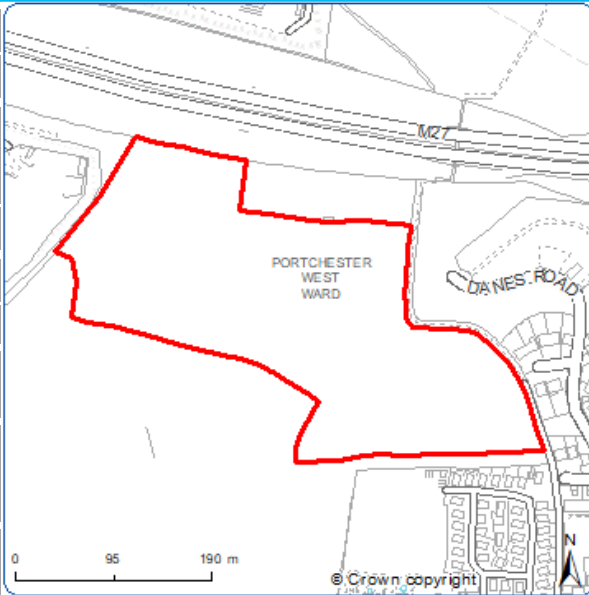 M27
PORTCHESTER
WEST
WARD
DANES ROAD
0 95 190 m
N
© Crown copyright